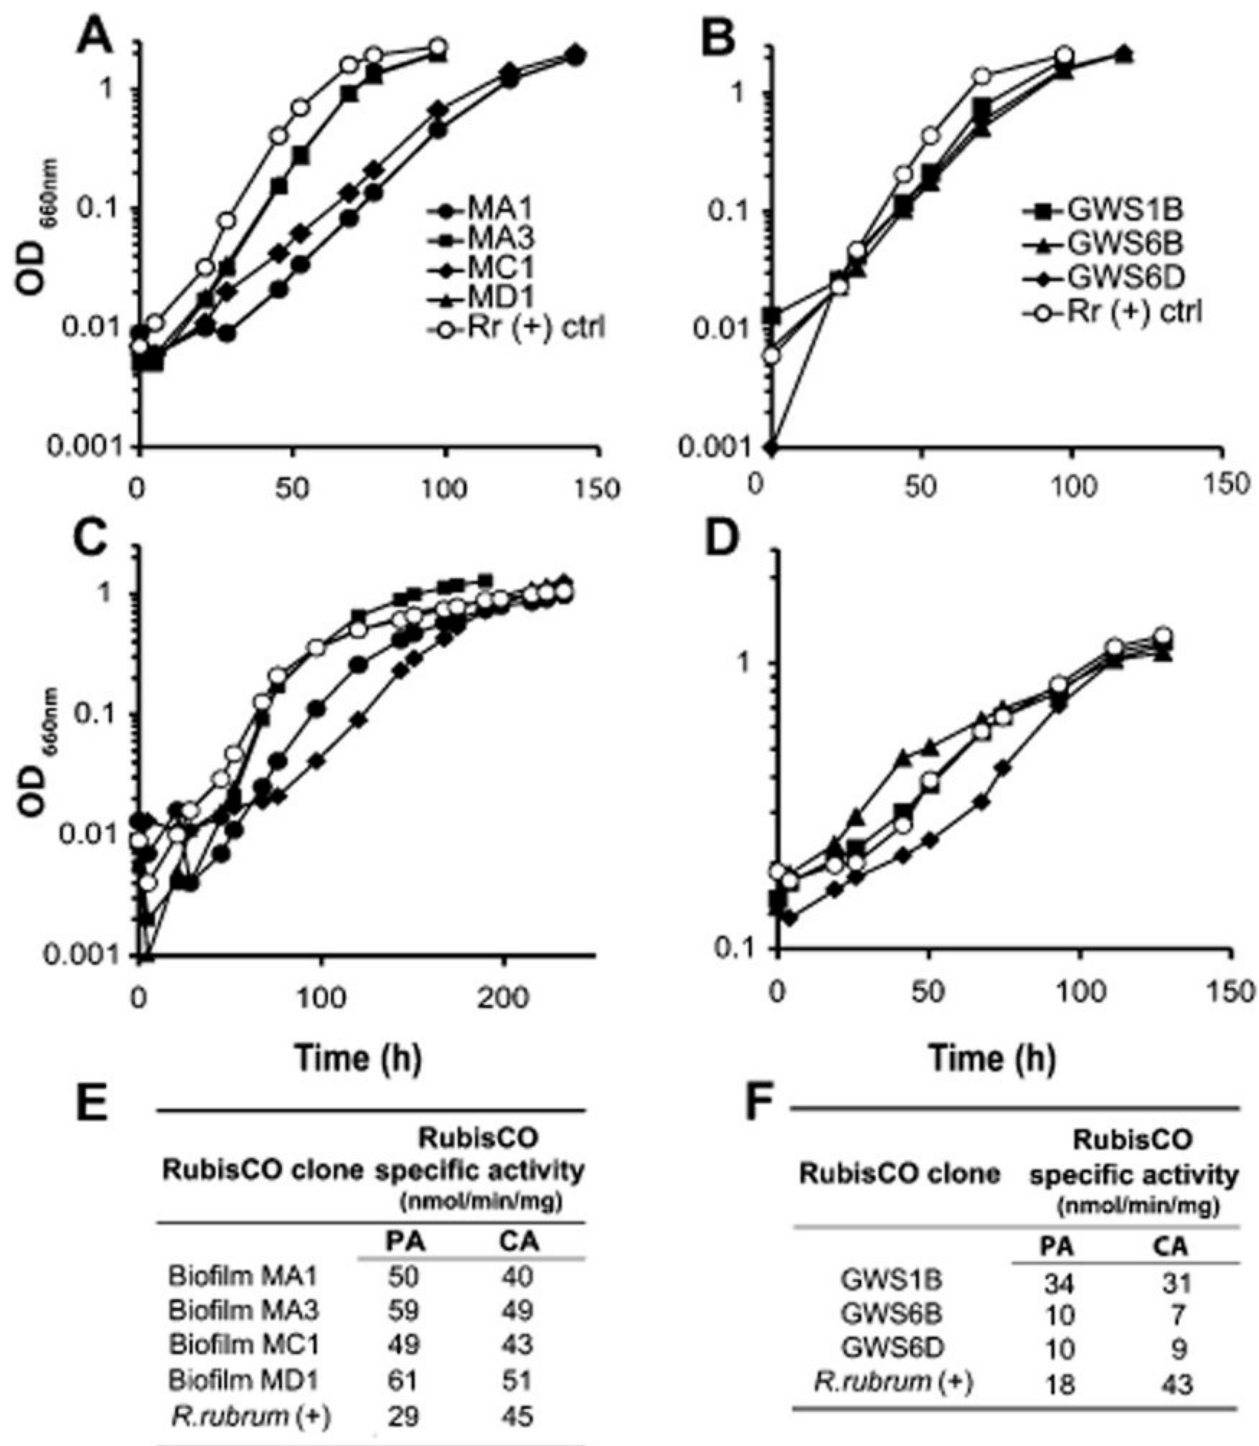 A
1
0.1
0.01
0.001
OD 660nm
MA1
MA3
MC1
MD1
Rr (+) ctrl
0 50 100 150
B
1
0.1
0.01
0.001
GWS1B
GWS6B
GWS6D
Rr (+) ctrl
0 50 100 150
C
1
0.1
0.01
0.001
OD 660nm
0 100 200
Time (h)
D
1
0.1
0 50 100 150
Time (h)
E
RubisCO
RubisCO clone specific activity
(nmol/min/mg)
PA CA
Biofilm MA1 50 40
Biofilm MA3 59 49
Biofilm MC1 49 43
Biofilm MD1 61 51
R.rubrum (+) 29 45
F
RubisCO
RubisCO clone specific activity
(nmol/min/mg)
PA CA
GWS1B 34 31
GWS6B 10 7
GWS6D 10 9
R.rubrum (+) 18 43